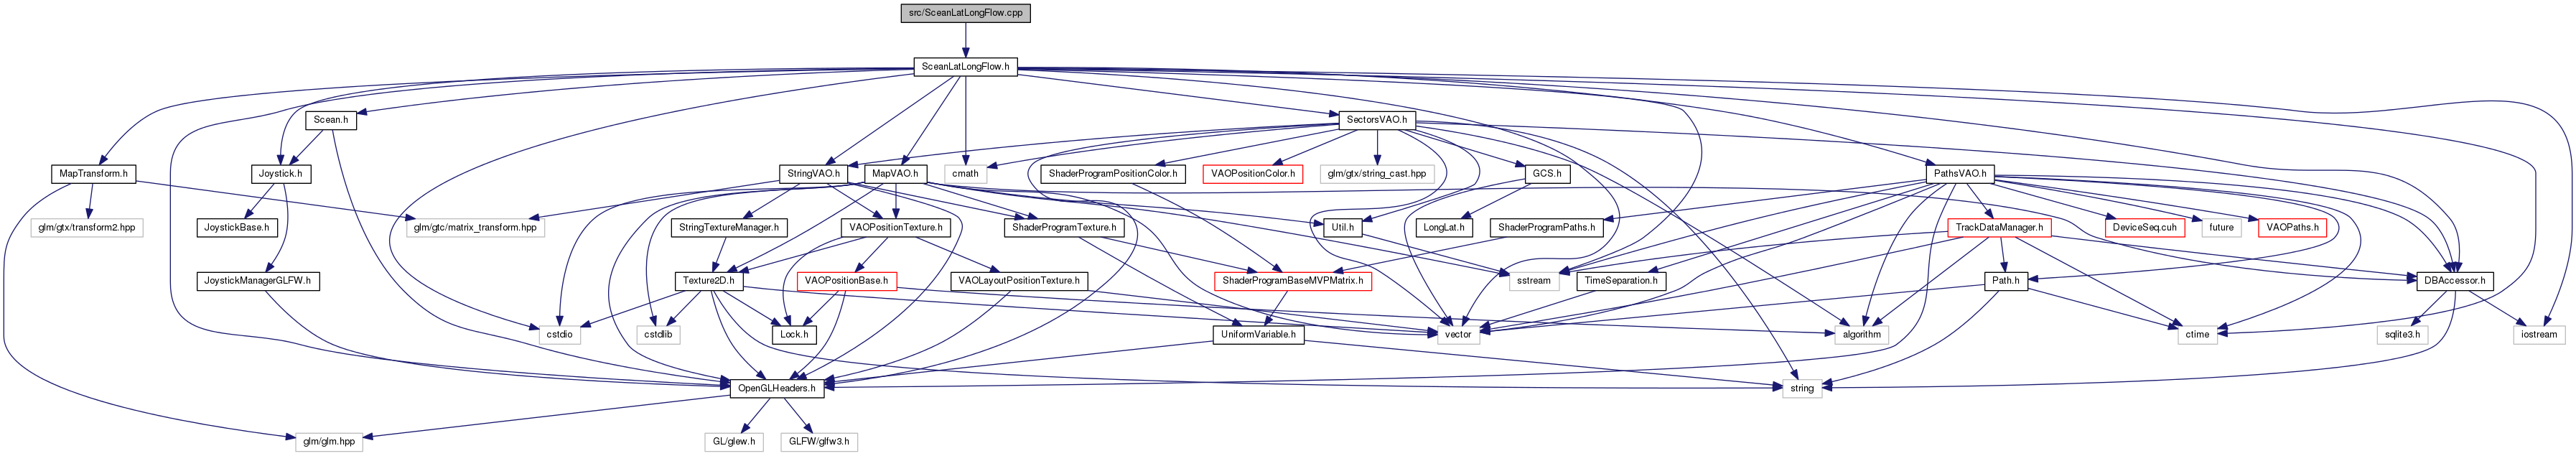 src/SceanLatLongFlow.cpp
SceanLatLongFlow.h
Scean.h
SectorsVAO.h
MapTransform.h
Joystick.h
StringVAO.h
MapVAO.h
cmath
ShaderProgramPositionColor.h
VAOPositionColor.h
glm/gtx/string_cast.hpp
GCS.h
PathsVAO.h
glm/gtx/transform2.hpp
JoystickBase.h
glm/gtc/matrix_transform.hpp
StringTextureManager.h
VAOPositionTexture.h
ShaderProgramTexture.h
Util.h
LongLat.h
ShaderProgramPaths.h
TrackDataManager.h
DeviceSeq.cuh
future
VAOPaths.h
JoystickManagerGLFW.h
Texture2D.h
VAOPositionBase.h
VAOLayoutPositionTexture.h
ShaderProgramBaseMVPMatrix.h
sstream
TimeSeparation.h
Path.h
DBAccessor.h
cstdio
cstdlib
Lock.h
UniformVariable.h
vector
algorithm
ctime
sqlite3.h
iostream
OpenGLHeaders.h
string
glm/glm.hpp
GL/glew.h
GLFW/glfw3.h